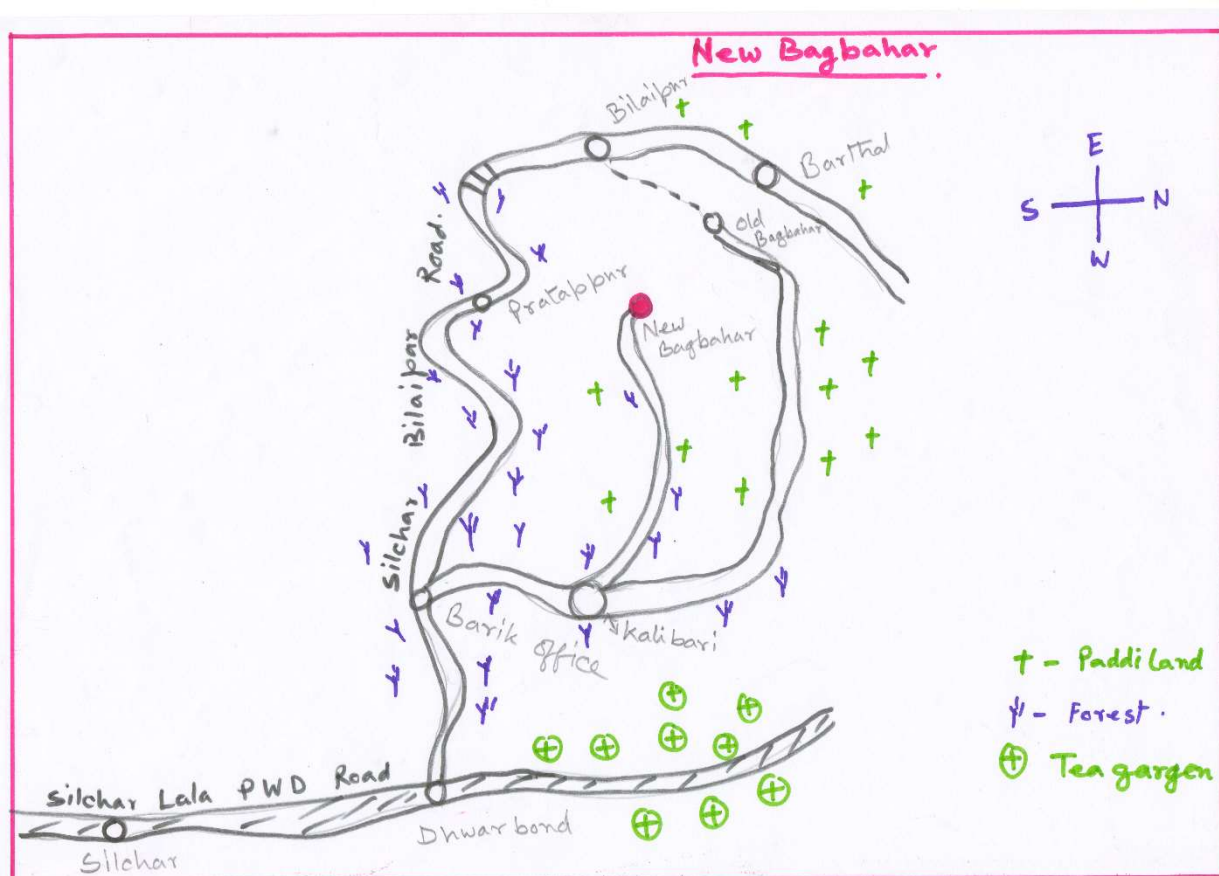 New Bagbahar.
Bilaipur
Barthal
E
S N
W
Old
Bagbahar
Pratappur
New
Bagbahar
Silchar Bilaipur Road.
Barik office
Kalibari
+ - Paddi Land
Ψ - Forest.
⊕ Tea gargen
Silchar Lala PWD Road
Dhwarbond
Silchar